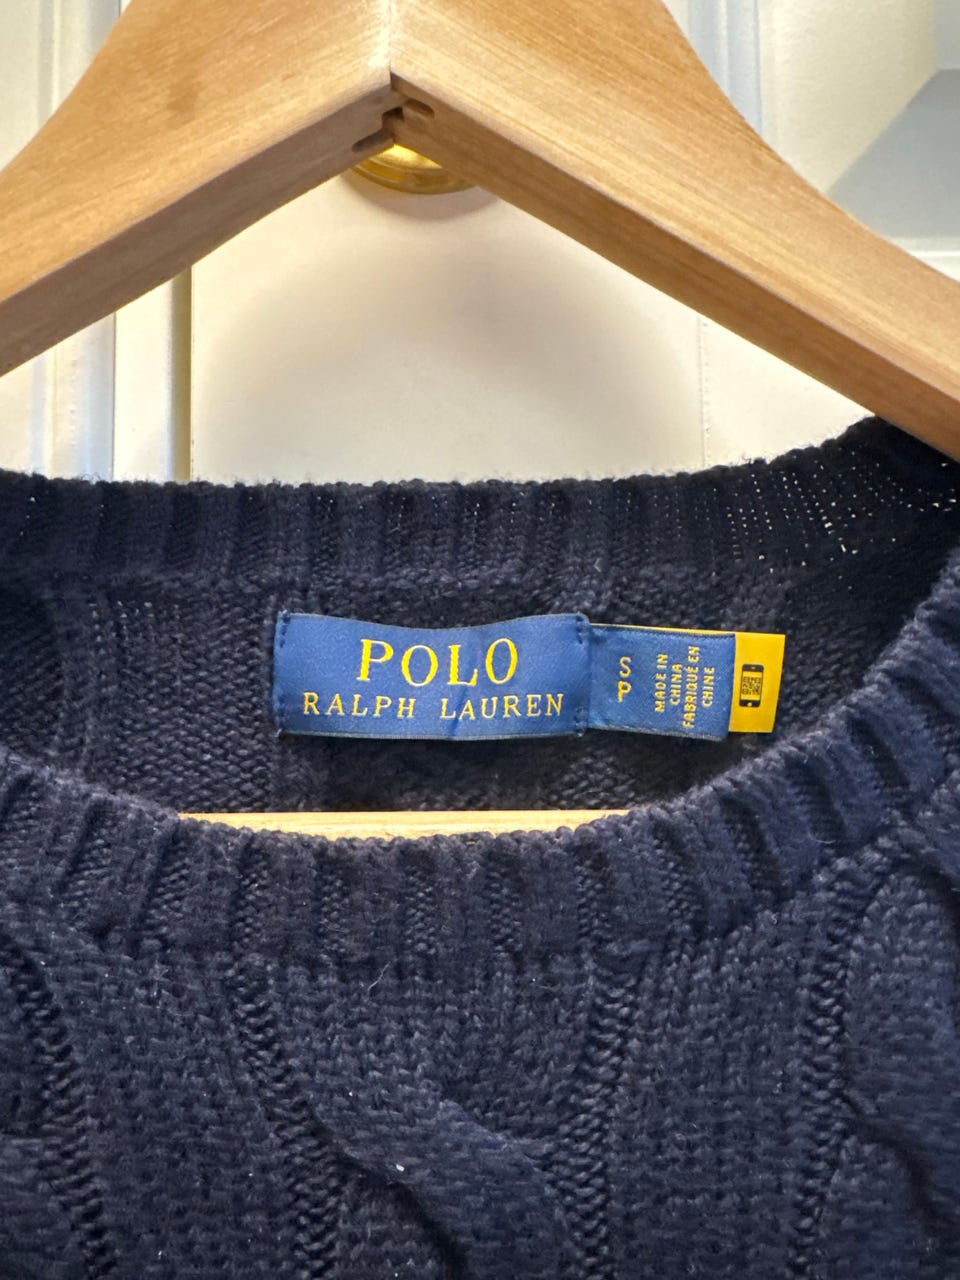 POLO
RALPH LAUREN
S
P
MADE IN
CHINA
FABRIQUÉ EN
CHINE